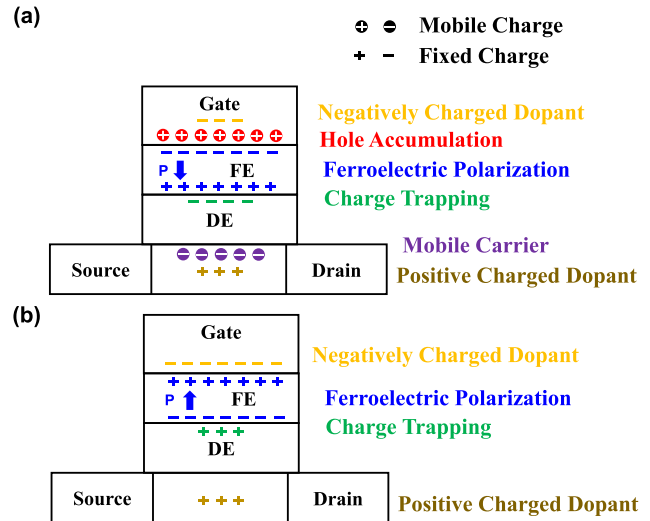 (a)
Mobile Charge
Fixed Charge
Gate
Negatively Charged Dopant
Hole Accumulation
P
FE
Ferroelectric Polarization
Charge Trapping
DE
Mobile Carrier
Source
Drain
Positive Charged Dopant
(b)
Gate
Negatively Charged Dopant
P
FE
Ferroelectric Polarization
Charge Trapping
DE
Source
Drain
Positive Charged Dopant